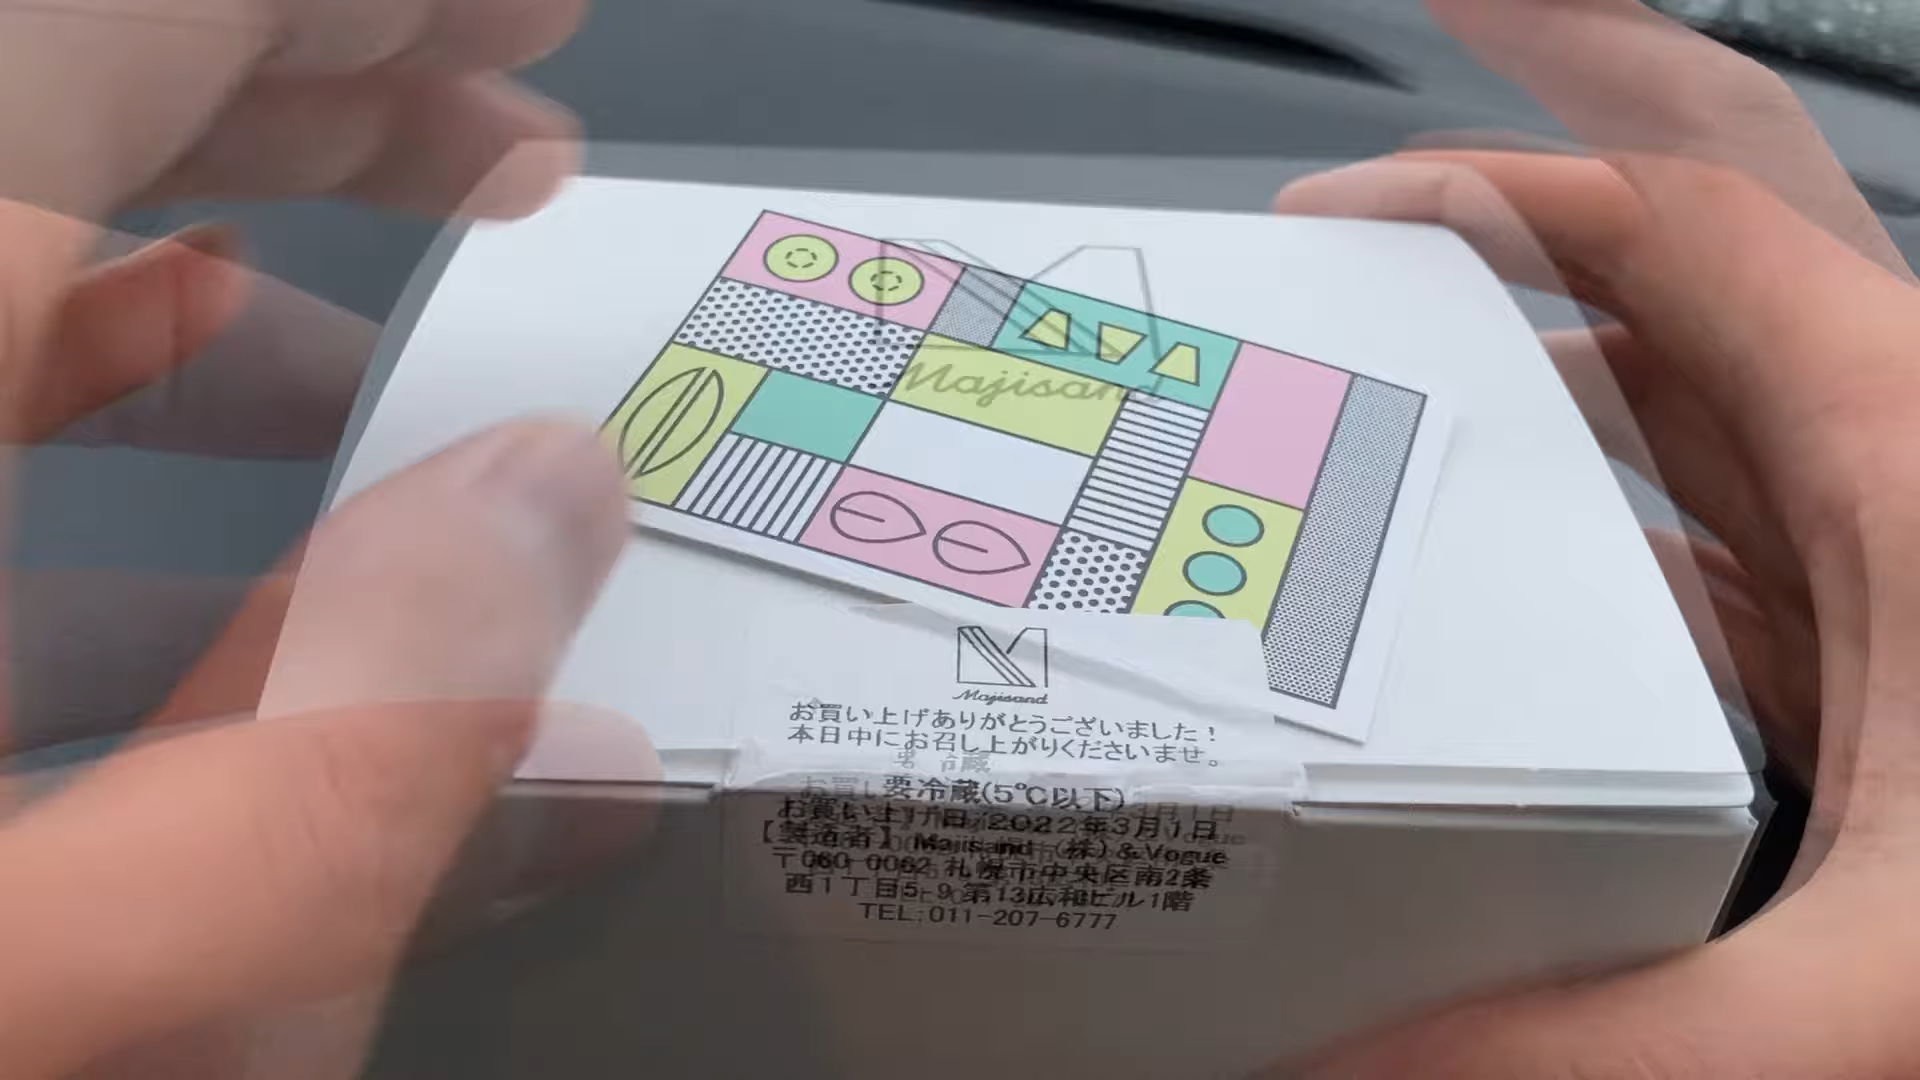 Majisand
Majisand
お買い上げありがとうございました!
本日中にお召し上がりくださいませ。
要冷蔵
要冷蔵(5℃以下)
お買い上げ日:2022年3月1日
【製造者】Majisand (株)&Vogue
〒060-0062 札幌市中央区南2条
西1丁目5-9 第13広和ビル1階
TEL:011-207-6777